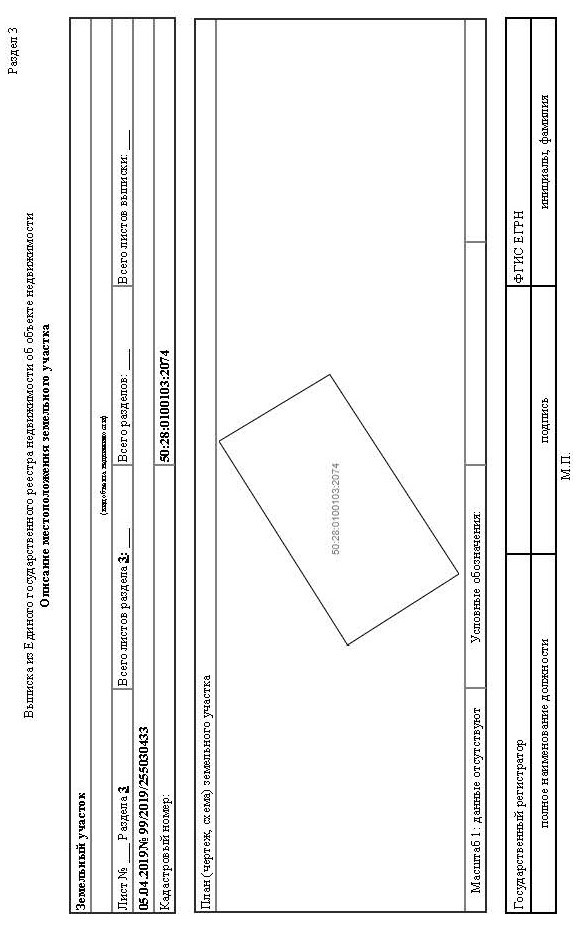 Раздел 3
Выписка из Единого государственного реестра недвижимости об объекте недвижимости
Описание местоположения земельного участка
Земельный участок
(вид объекта недвижимости)
Лист № ___ Раздела 3 Всего листов раздела 3: ___ Всего разделов: ___ Всего листов выписки: ___
05.04.2019 № 99/2019/255030433
Кадастровый номер: 50:28:0100103:2074
План (чертеж, схема) земельного участка
50:28:0100103:2074
Масштаб 1: данные отсутствуют Условные обозначения:
Государственный регистратор ФГИС ЕГРН
полное наименование должности подпись инициалы, фамилия
М.П.